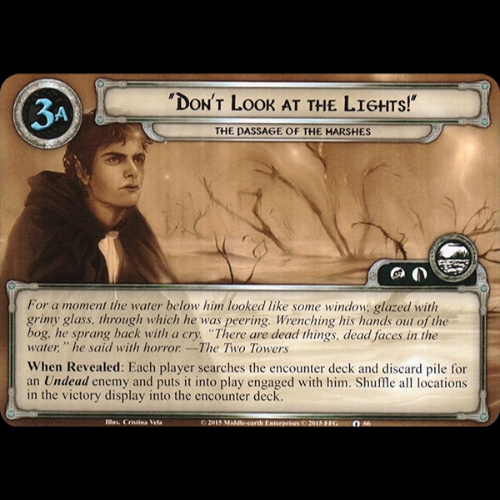 3A
"Don't Look at the Lights!"
The Passage of the Marshes
For a moment the water below him looked like some window, glazed with
grimy glass, through which he was peering. Wrenching his hands out of the
bog, he sprang back with a cry. "There are dead things, dead faces in the
water," he said with horror. —The Two Towers
When Revealed: Each player searches the encounter deck and discard pile for
an Undead enemy and puts it into play engaged with him. Shuffle all locations
in the victory display into the encounter deck.
Illus. Cristina Vela © 2015 Middle-earth Enterprises © 2015 FFG 66